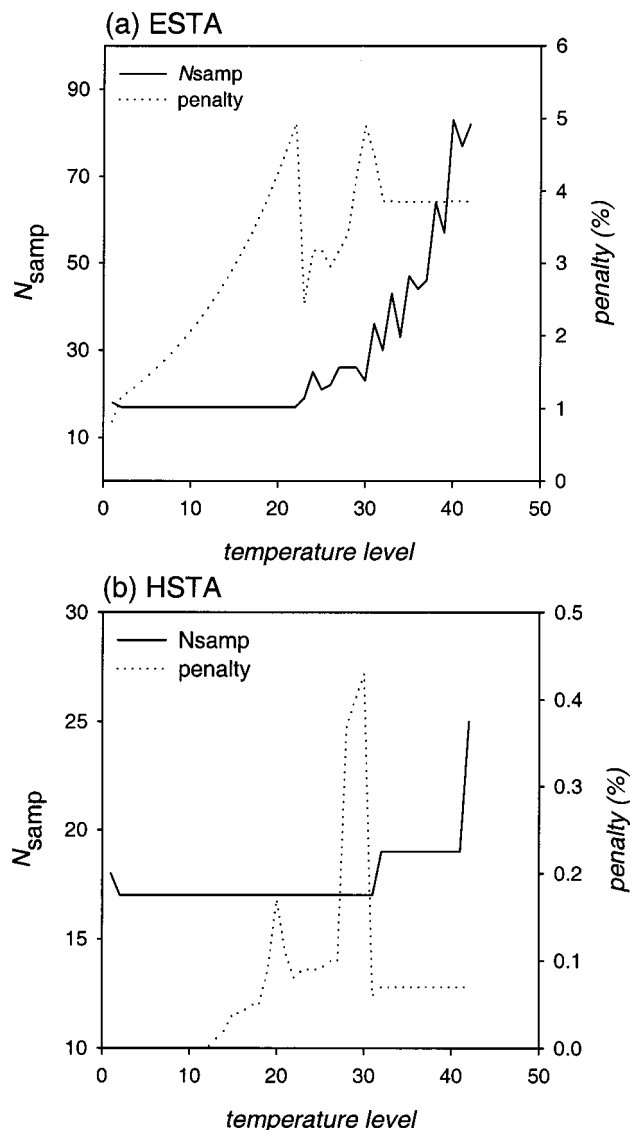 (a) ESTA
Nsamp
penalty
90
70
50
30
10
Nsamp
6
5
4
3
2
1
0
penalty (%)
0 10 20 30 40 50
temperature level
(b) HSTA
Nsamp
penalty
30
25
19
15
10
Nsamp
0.5
0.4
0.3
0.2
0.1
0.0
penalty (%)
0 10 20 30 40 50
temperature level